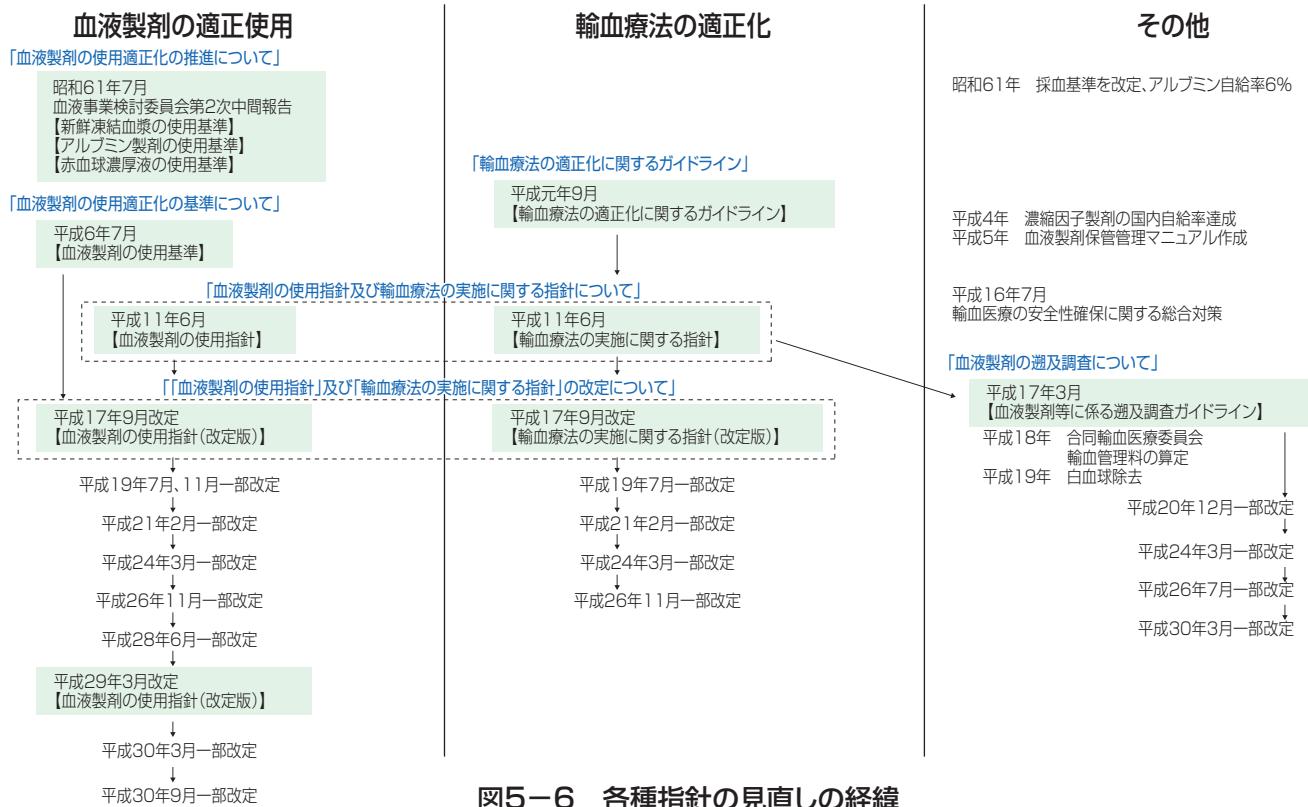 血液製剤の適正使用
「血液製剤の使用適正化の推進について」
昭和61年7月
血液事業検討委員会第2次中間報告
【新鮮凍結血漿の使用基準】
【アルブミン製剤の使用基準】
【赤血球濃厚液の使用基準】
「血液製剤の使用適正化の基準について」
平成6年7月
【血液製剤の使用基準】
輸血療法の適正化
「輸血療法の適正化に関するガイドライン」
平成元年9月
【輸血療法の適正化に関するガイドライン】
「血液製剤の使用指針及び輸血療法の実施に関する指針について」
平成11年6月
【血液製剤の使用指針】
平成11年6月
【輸血療法の実施に関する指針】
「「血液製剤の使用指針」及び「輸血療法の実施に関する指針」の改定について」
平成17年9月改定
【血液製剤の使用指針（改定版）】
平成17年9月改定
【輸血療法の実施に関する指針（改定版）】
平成19年7月、11月一部改定
平成21年2月一部改定
平成24年3月一部改定
平成26年11月一部改定
平成28年6月一部改定
平成29年3月改定
【血液製剤の使用指針（改定版）】
平成30年3月一部改定
平成30年9月一部改定
平成19年7月一部改定
平成21年2月一部改定
平成24年3月一部改定
平成26年11月一部改定
その他
昭和61年　採血基準を改定、アルブミン自給率6%
平成4年　濃縮因子製剤の国内自給率達成
平成5年　血液製剤保管管理マニュアル作成
平成16年7月
輸血医療の安全性確保に関する総合対策
「血液製剤の遡及調査について」
平成17年3月
【血液製剤等に係る遡及調査ガイドライン】
平成18年　合同輸血医療委員会
輸血管理料の算定
平成19年　白血球除去
平成20年12月一部改定
平成24年3月一部改定
平成26年7月一部改定
平成30年3月一部改定
図5－6　各種指針の見直しの経緯